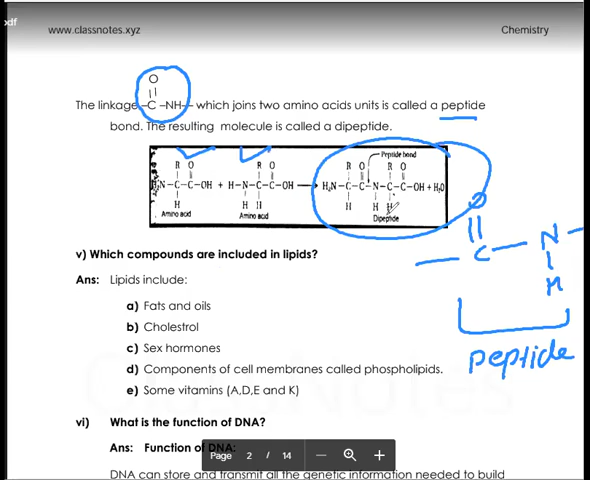 pdf
www.classnotes.xyz Chemistry
O
The linkage –C –NH– which joins two amino acids units is called a peptide
bond. The resulting molecule is called a dipeptide.
Peptide bond
R O R O R O R O
H₂N–C–C–OH + H–N–C–C–OH → H₂N–C–C–N–C–C–OH + H₂O
H H H H H H
Amino acid Amino acid Dipeptide
O
C N
H
peptide
v) Which compounds are included in lipids?
Ans: Lipids include:
a) Fats and oils
b) Cholestrol
c) Sex hormones
d) Components of cell membranes called phospholipids.
e) Some vitamins (A,D,E and K)
vi) What is the function of DNA?
Ans: Function of DNA:
Page 2 / 14 — +
DNA can store and transmit all the genetic information needed to build